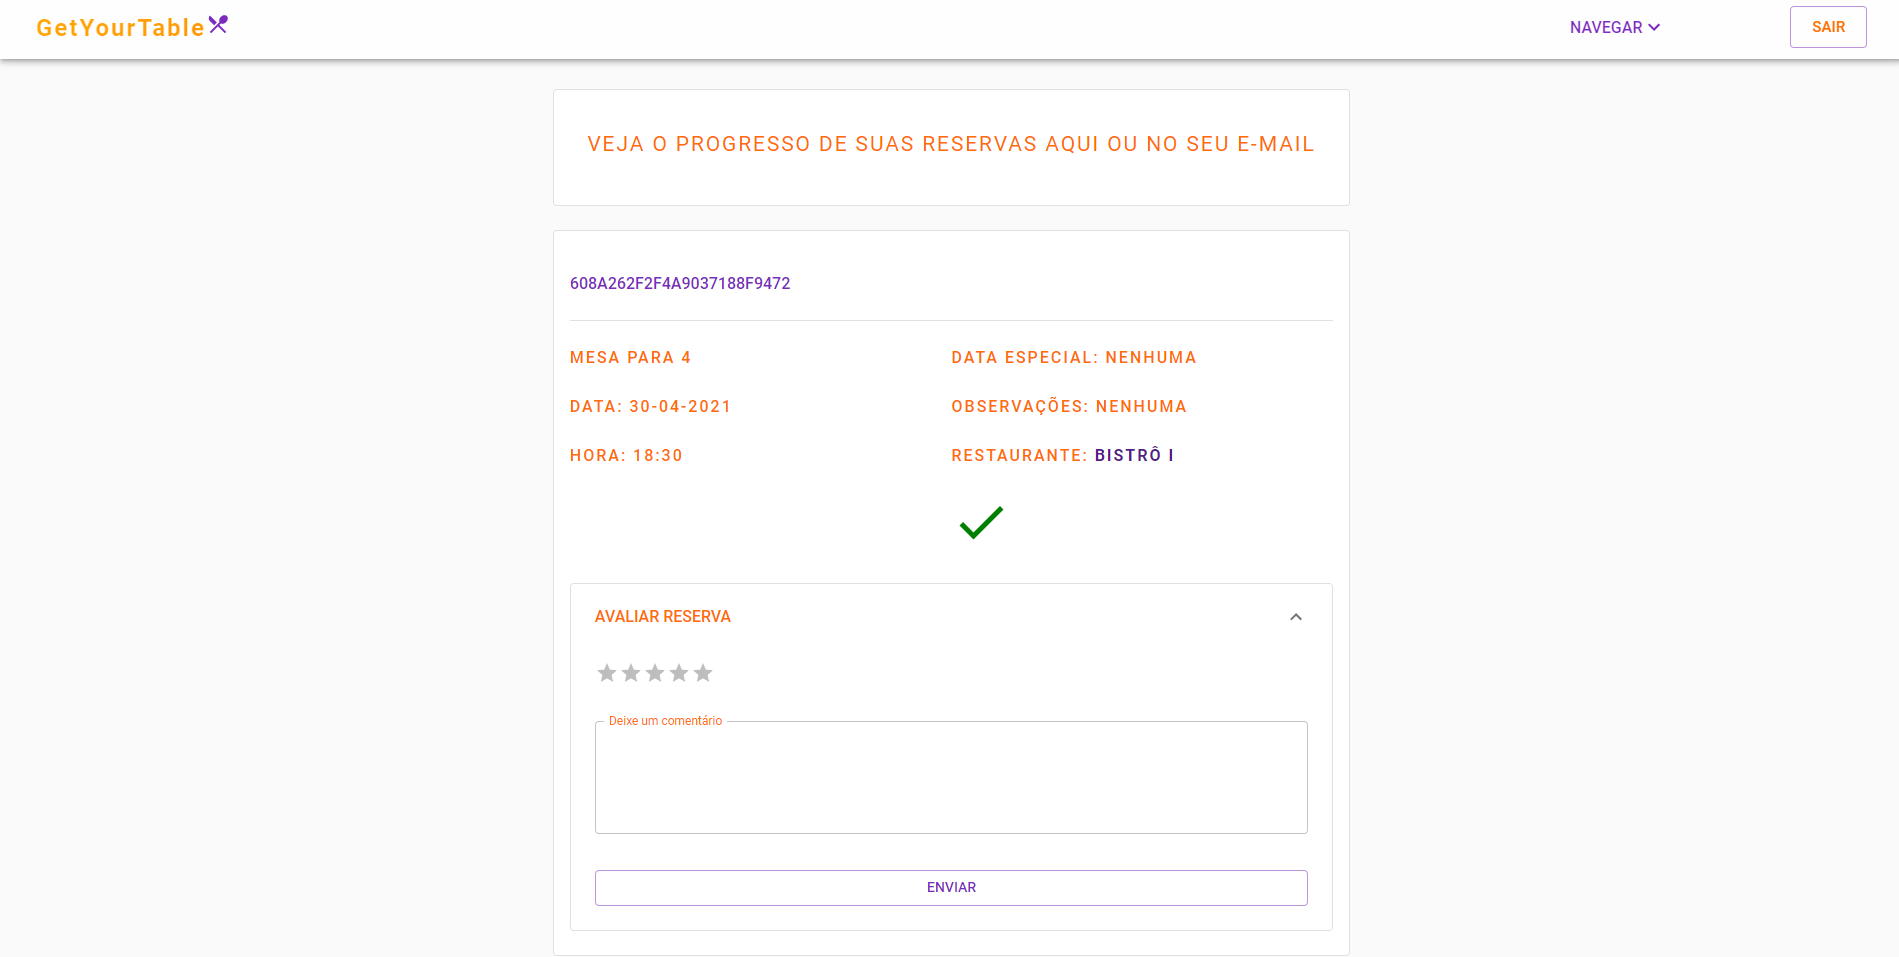 GetYourTable
NAVEGAR
SAIR
VEJA O PROGRESSO DE SUAS RESERVAS AQUI OU NO SEU E-MAIL
608A262F2F4A9037188F9472
MESA PARA 4
DATA ESPECIAL: NENHUMA
DATA: 30-04-2021
OBSERVAÇÕES: NENHUMA
HORA: 18:30
RESTAURANTE: BISTRÔ I
AVALIAR RESERVA
Deixe um comentário
ENVIAR